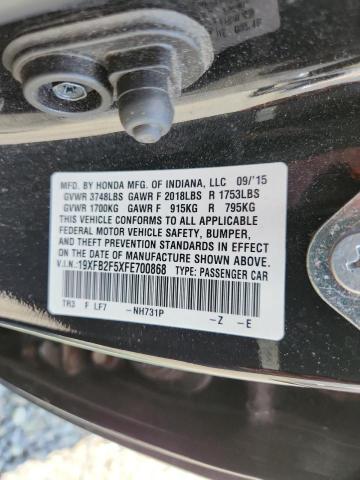 MFD. BY HONDA MFG. OF INDIANA, LLC 09/'15
GVWR 3748LBS GAWR F 2018LBS R 1753LBS
GVWR 1700KG GAWR F 915KG R 795KG
THIS VEHICLE CONFORMS TO ALL APPLICABLE
FEDERAL MOTOR VEHICLE SAFETY, BUMPER,
AND THEFT PREVENTION STANDARDS IN EFFECT
ON THE DATE OF MANUFACTURE SHOWN ABOVE.
V.I.N.:19XFB2F5XFE700868 TYPE: PASSENGER CAR
TR3 F LF7 -NH731P -Z -E